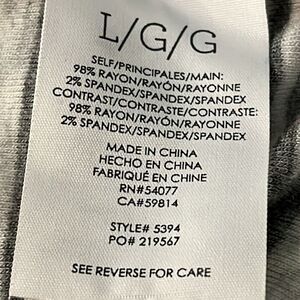 L/G/G
SELF/PRINCIPALES/MAIN:
98% RAYON/RAYÓN/RAYONNE
2% SPANDEX/SPANDEX/SPANDEX
CONTRAST/CONTRASTE/CONTRASTE:
98% RAYON/RAYÓN/RAYONNE
2% SPANDEX/SPANDEX/SPANDEX
MADE IN CHINA
HECHO EN CHINA
FABRIQUÉ EN CHINE
RN#54077
CA#59814
STYLE# 5394
PO# 219567
SEE REVERSE FOR CARE